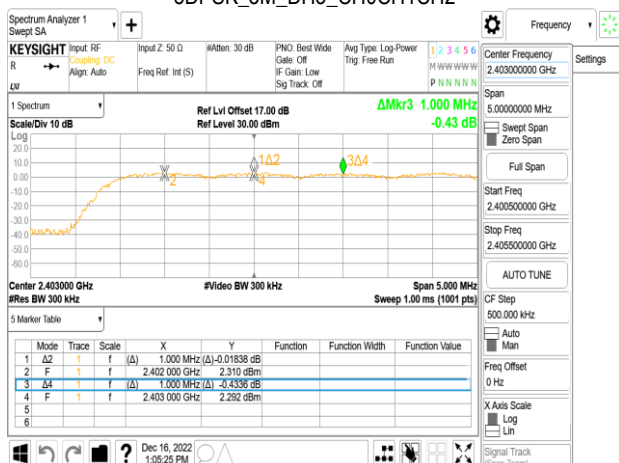 Spectrum Analyzer 1
Swept SA
KEYSIGHT
R
Input: RF
Coupling: DC
Align: Auto
Input Z: 50 Ω
Freq Ref: Int (S)
#Atten: 30 dB
PNO: Best Wide
Gate: Off
IF Gain: Low
Sig Track: Off
Avg Type: Log-Power
Trig: Free Run
1 2 3 4 5 6
M W W W W W
P N N N N N
1 Spectrum
Scale/Div 10 dB
Ref Lvl Offset 17.00 dB
Ref Level 30.00 dBm
ΔMkr3 1.000 MHz
-0.43 dB
Log
20.0
10.0
0.00
-10.0
-20.0
-30.0
-40.0
-50.0
-60.0
2
1Δ2
4
3Δ4
Center 2.403000 GHz
#Res BW 300 kHz
#Video BW 300 kHz
Span 5.000 MHz
Sweep 1.00 ms (1001 pts)
5 Marker Table
Mode Trace Scale X Y Function Function Width Function Value
1 Δ2 1 f (Δ) 1.000 MHz (Δ) -0.01838 dB
2 F 1 f 2.402 000 GHz 2.310 dBm
3 Δ4 1 f (Δ) 1.000 MHz (Δ) -0.4336 dB
4 F 1 f 2.403 000 GHz 2.292 dBm
5
6
?
Dec 16, 2022
1:05:25 PM
Frequency
Settings
Center Frequency
2.403000000 GHz
Span
5.00000000 MHz
Swept Span
Zero Span
Full Span
Start Freq
2.400500000 GHz
Stop Freq
2.405500000 GHz
AUTO TUNE
CF Step
500.000 kHz
Auto
Man
Freq Offset
0 Hz
X Axis Scale
Log
Lin
Signal Track